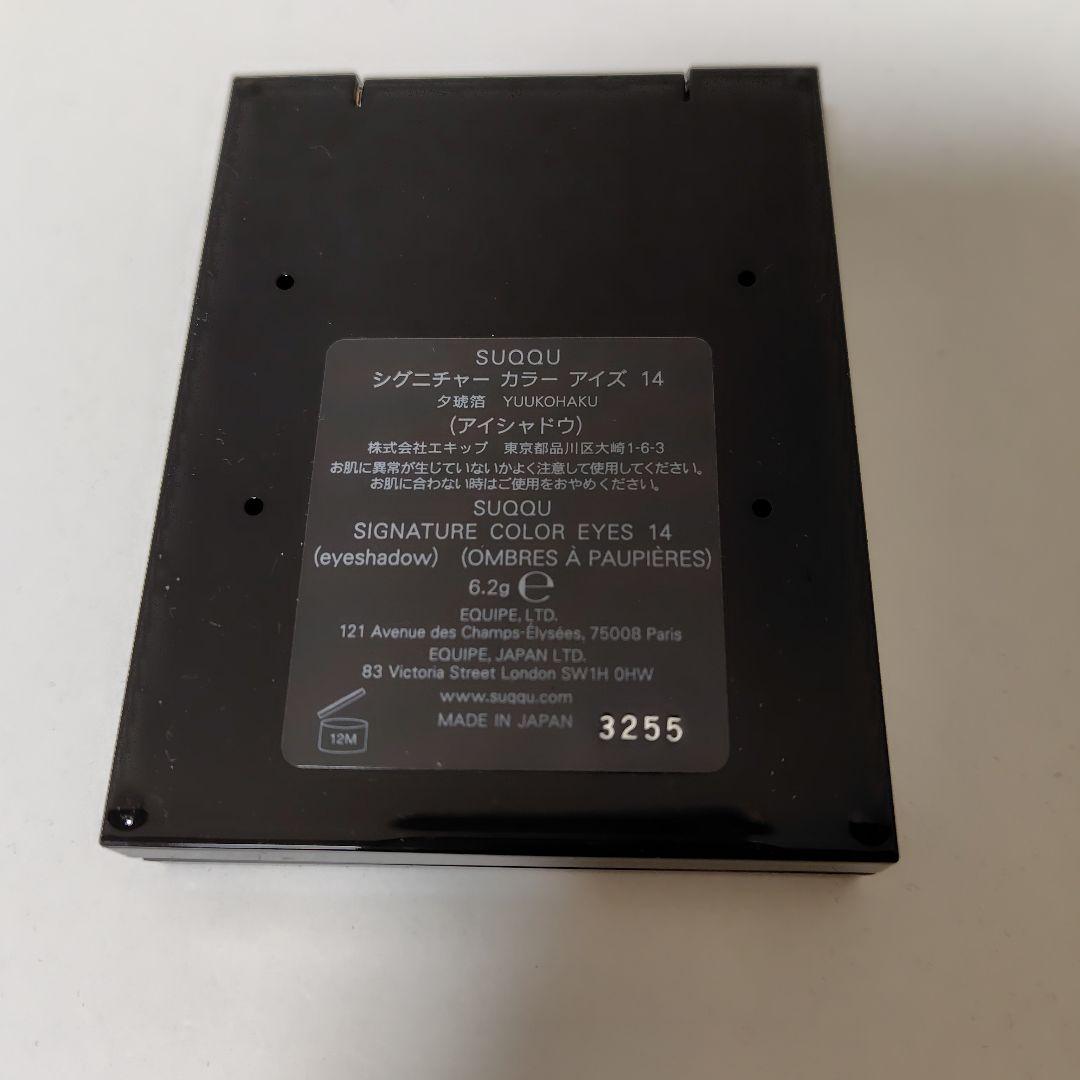 SUQQU
シグニチャー カラー アイズ 14
夕琥箔 YUUKOHAKU
(アイシャドウ)
株式会社エキップ 東京都品川区大崎1-6-3
お肌に異常が生じていないかよく注意して使用してください。
お肌に合わない時はご使用をおやめください。
SUQQU
SIGNATURE COLOR EYES 14
(eyeshadow) (OMBRES À PAUPIÈRES)
6.2g ℮
EQUIPE, LTD.
121 Avenue des Champs-Élysées, 75008 Paris
EQUIPE, JAPAN LTD.
83 Victoria Street London SW1H 0HW
www.suqqu.com
MADE IN JAPAN 3255
12M